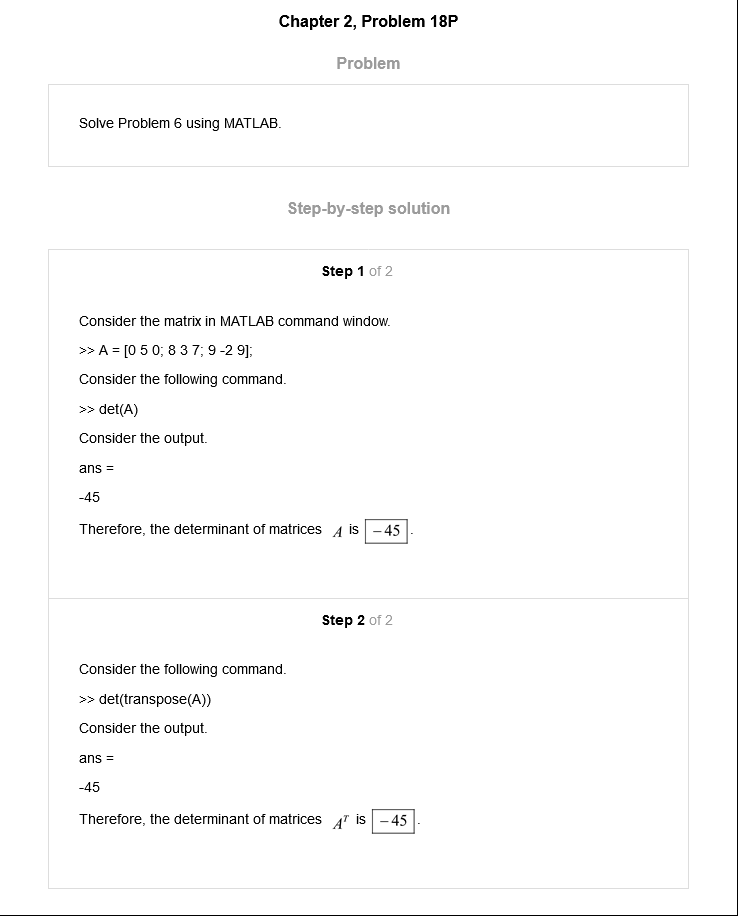 Chapter 2, Problem 18P
Problem
Solve Problem 6 using MATLAB.
Step-by-step solution
Step 1 of 2
Consider the matrix in MATLAB command window.
>> A = [0 5 0; 8 3 7; 9 -2 9];
Consider the following command.
>> det(A)
Consider the output.
ans =
-45
Therefore, the determinant of matrices A is −45.
Step 2 of 2
Consider the following command.
>> det(transpose(A))
Consider the output.
ans =
-45
Therefore, the determinant of matrices Aᵀ is −45.